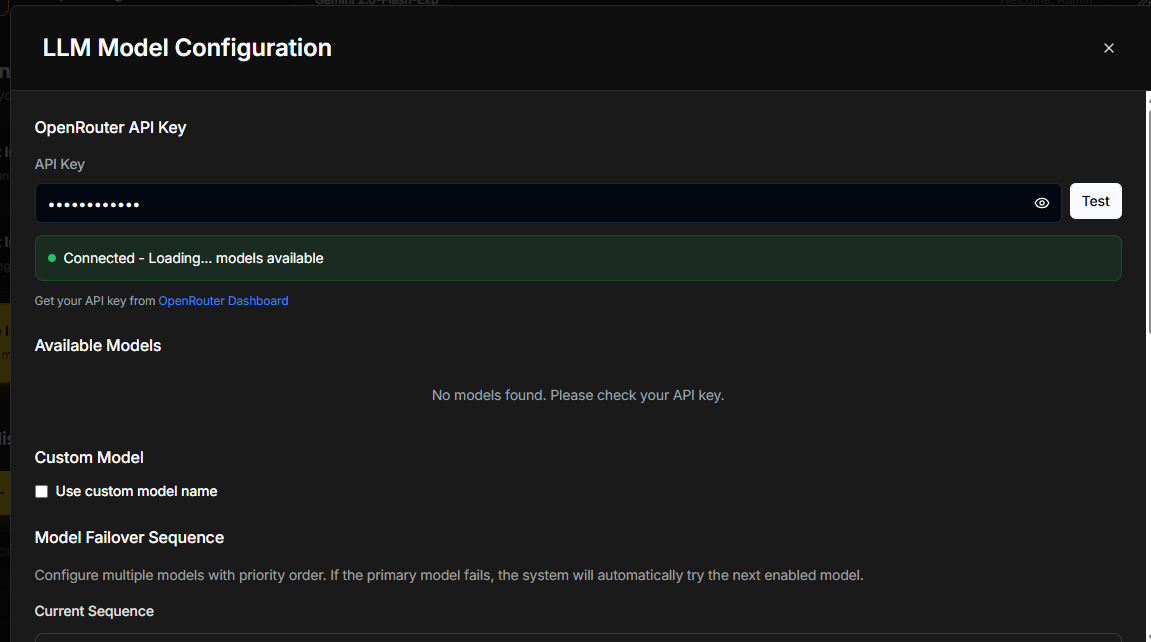 LLM Model Configuration
OpenRouter API Key
API Key
••••••••••••
Test
Connected - Loading... models available
Get your API key from OpenRouter Dashboard
Available Models
No models found. Please check your API key.
Custom Model
Use custom model name
Model Failover Sequence
Configure multiple models with priority order. If the primary model fails, the system will automatically try the next enabled model.
Current Sequence